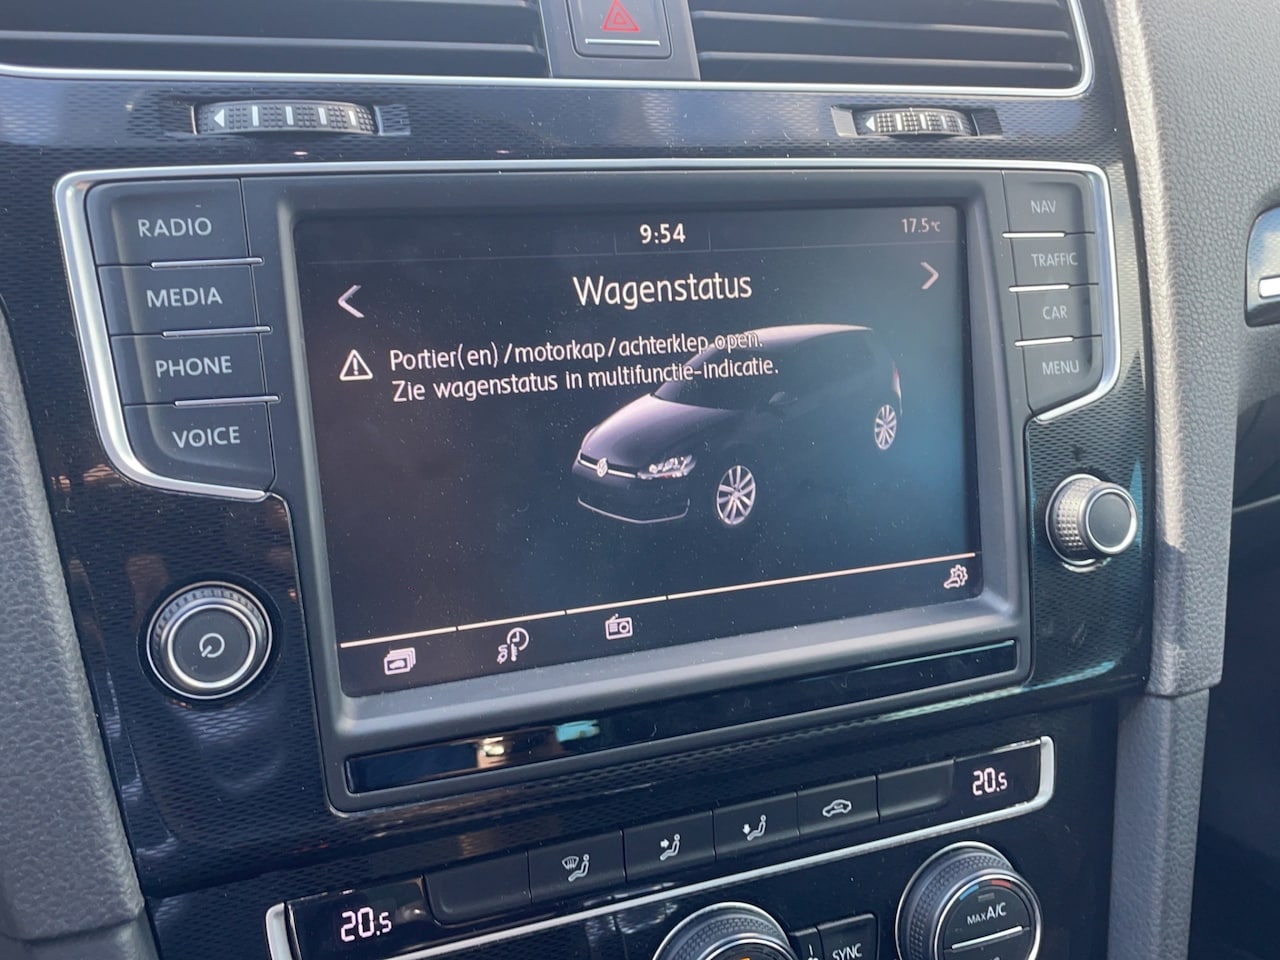 RADIO
MEDIA
PHONE
VOICE
9:54
17.5°C
Wagenstatus
Portier(en)/motorkap/achterklep open.
Zie wagenstatus in multifunctie-indicatie.
NAV
TRAFFIC
CAR
MENU
20.5
20.5
SYNC
MAX A/C